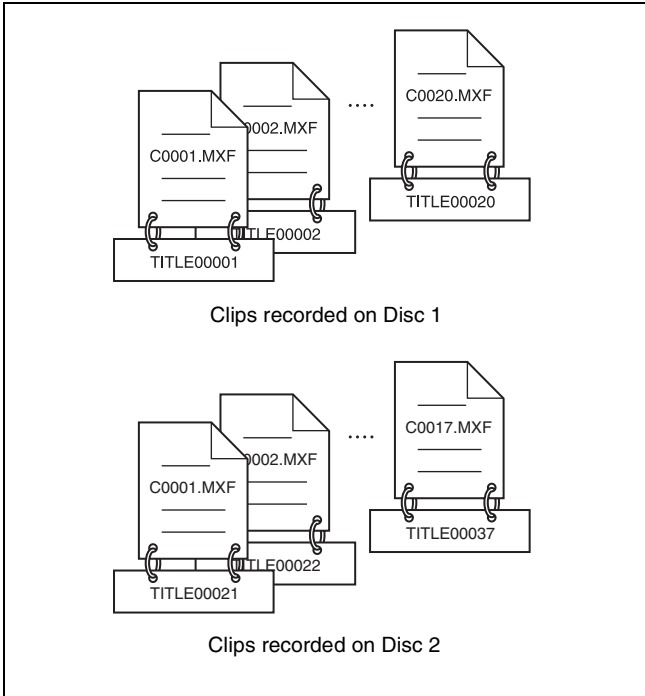 C0001.MXF
0002.MXF
....
C0020.MXF
TITLE00001
TLE00002
TITLE00020
Clips recorded on Disc 1
C0001.MXF
0002.MXF
....
C0017.MXF
TITLE00021
TLE00022
TITLE00037
Clips recorded on Disc 2